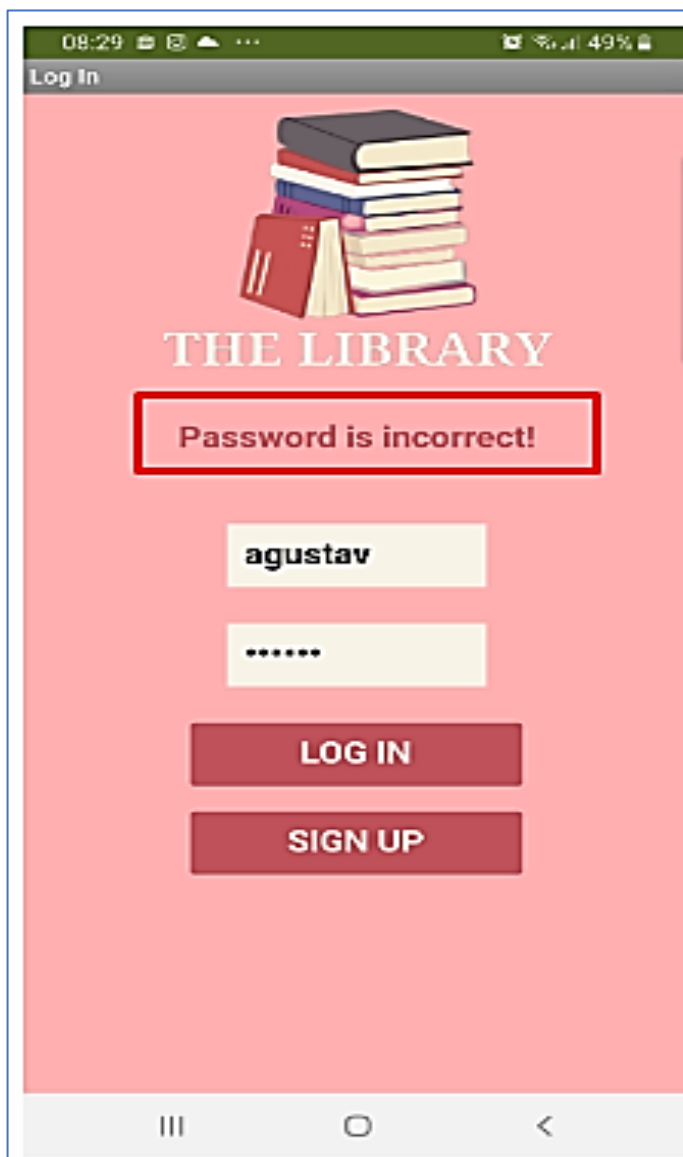 08:29 ··· 49%
Log In
THE LIBRARY
Password is incorrect!
agustav
••••••
LOG IN
SIGN UP